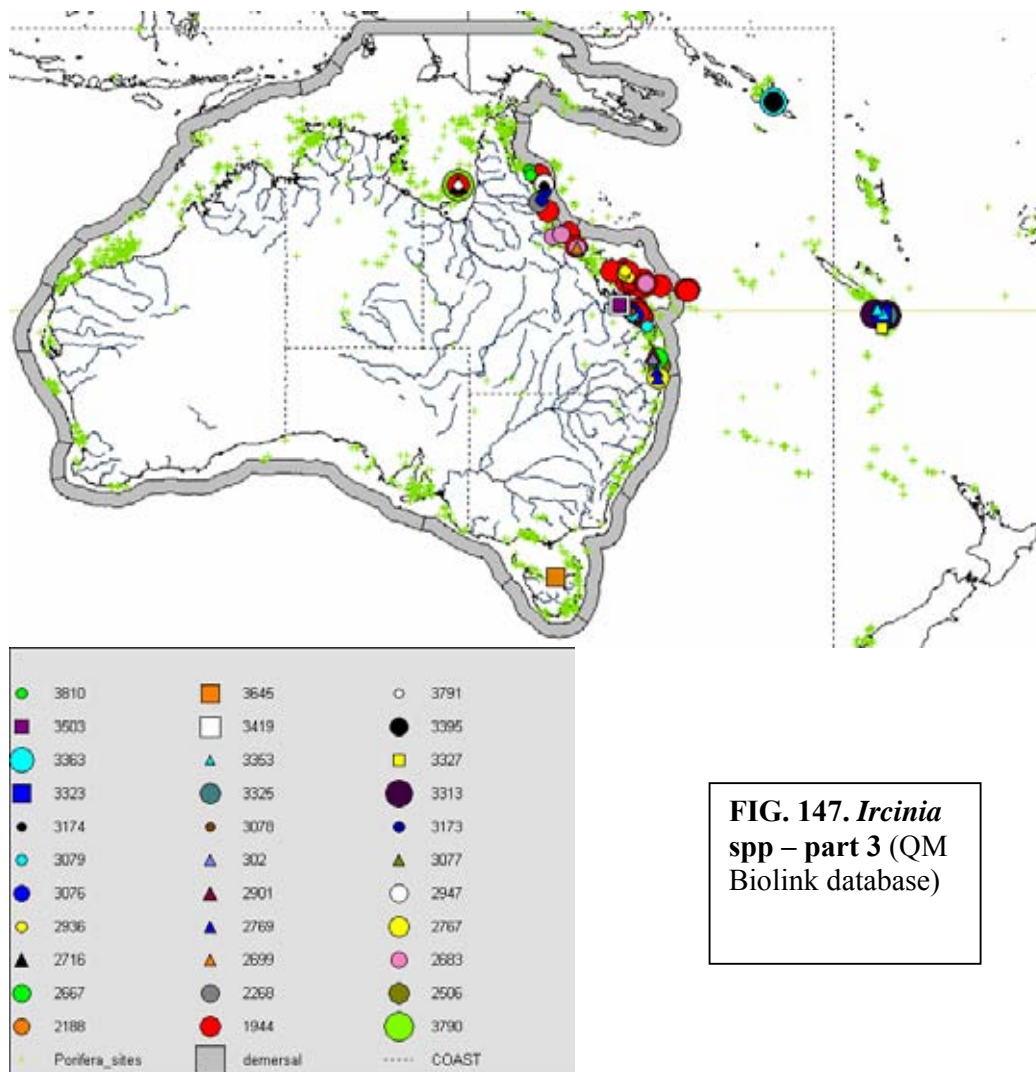 3810 3645 3791
3503 3419 3395
3363 3353 3327
3323 3325 3313
3174 3078 3173
3079 302 3077
3076 2901 2947
2936 2769 2767
2716 2699 2683
2667 2268 2506
2188 1944 3790
Porifera_sites demersal COAST
FIG. 147. Ircinia
spp – part 3 (QM
Biolink database)